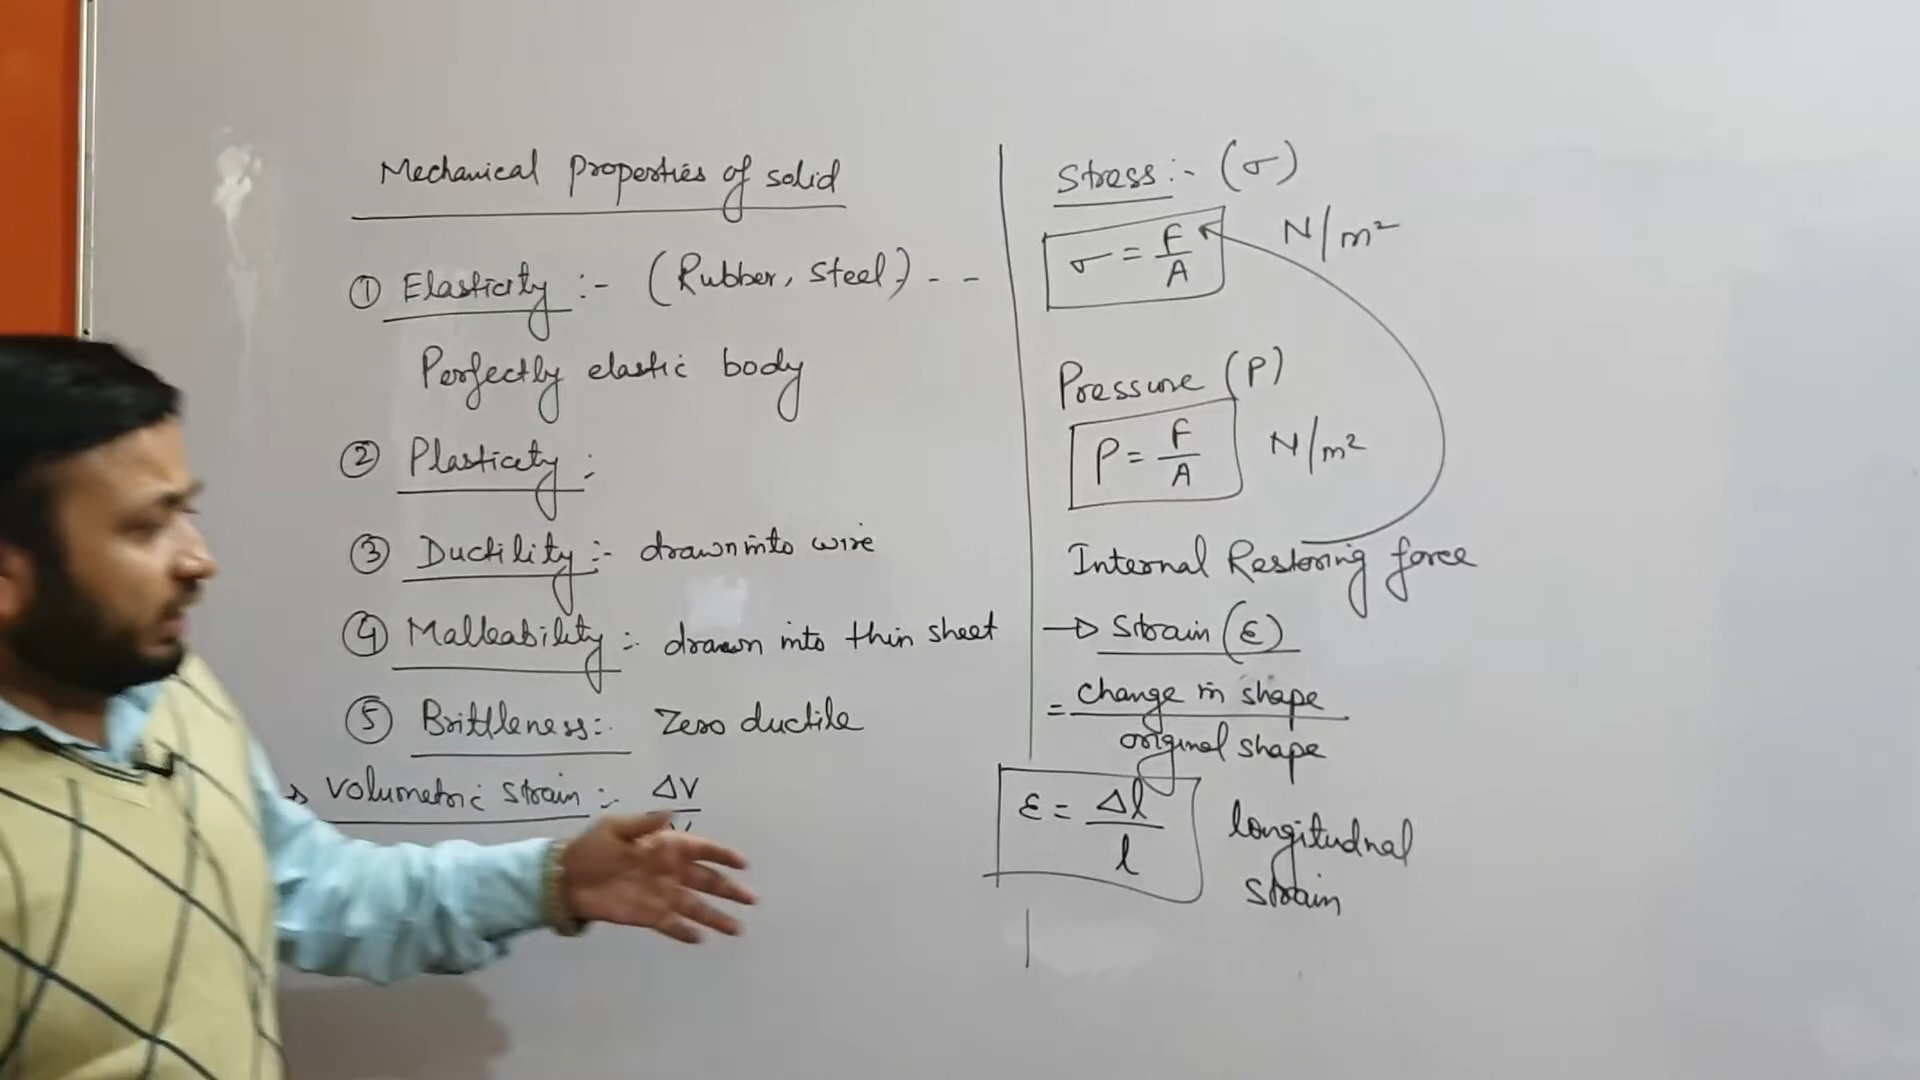 Mechanical Properties of solid
① Elasticity :- (Rubber, Steel) - -
Perfectly elastic body
② Plasticity :
③ Ductility :- drawn into wire
④ Malleability :- drawn into thin sheet
⑤ Brittleness :- Zero ductile
→ Volumetric strain :- ΔV
Stress :- (σ)
σ = F/A N/m²
Pressure (P)
P = F/A N/m²
Internal Restoring force
→ Strain (ε)
= change in shape
original shape
ε = Δl/l longitudnal
strain